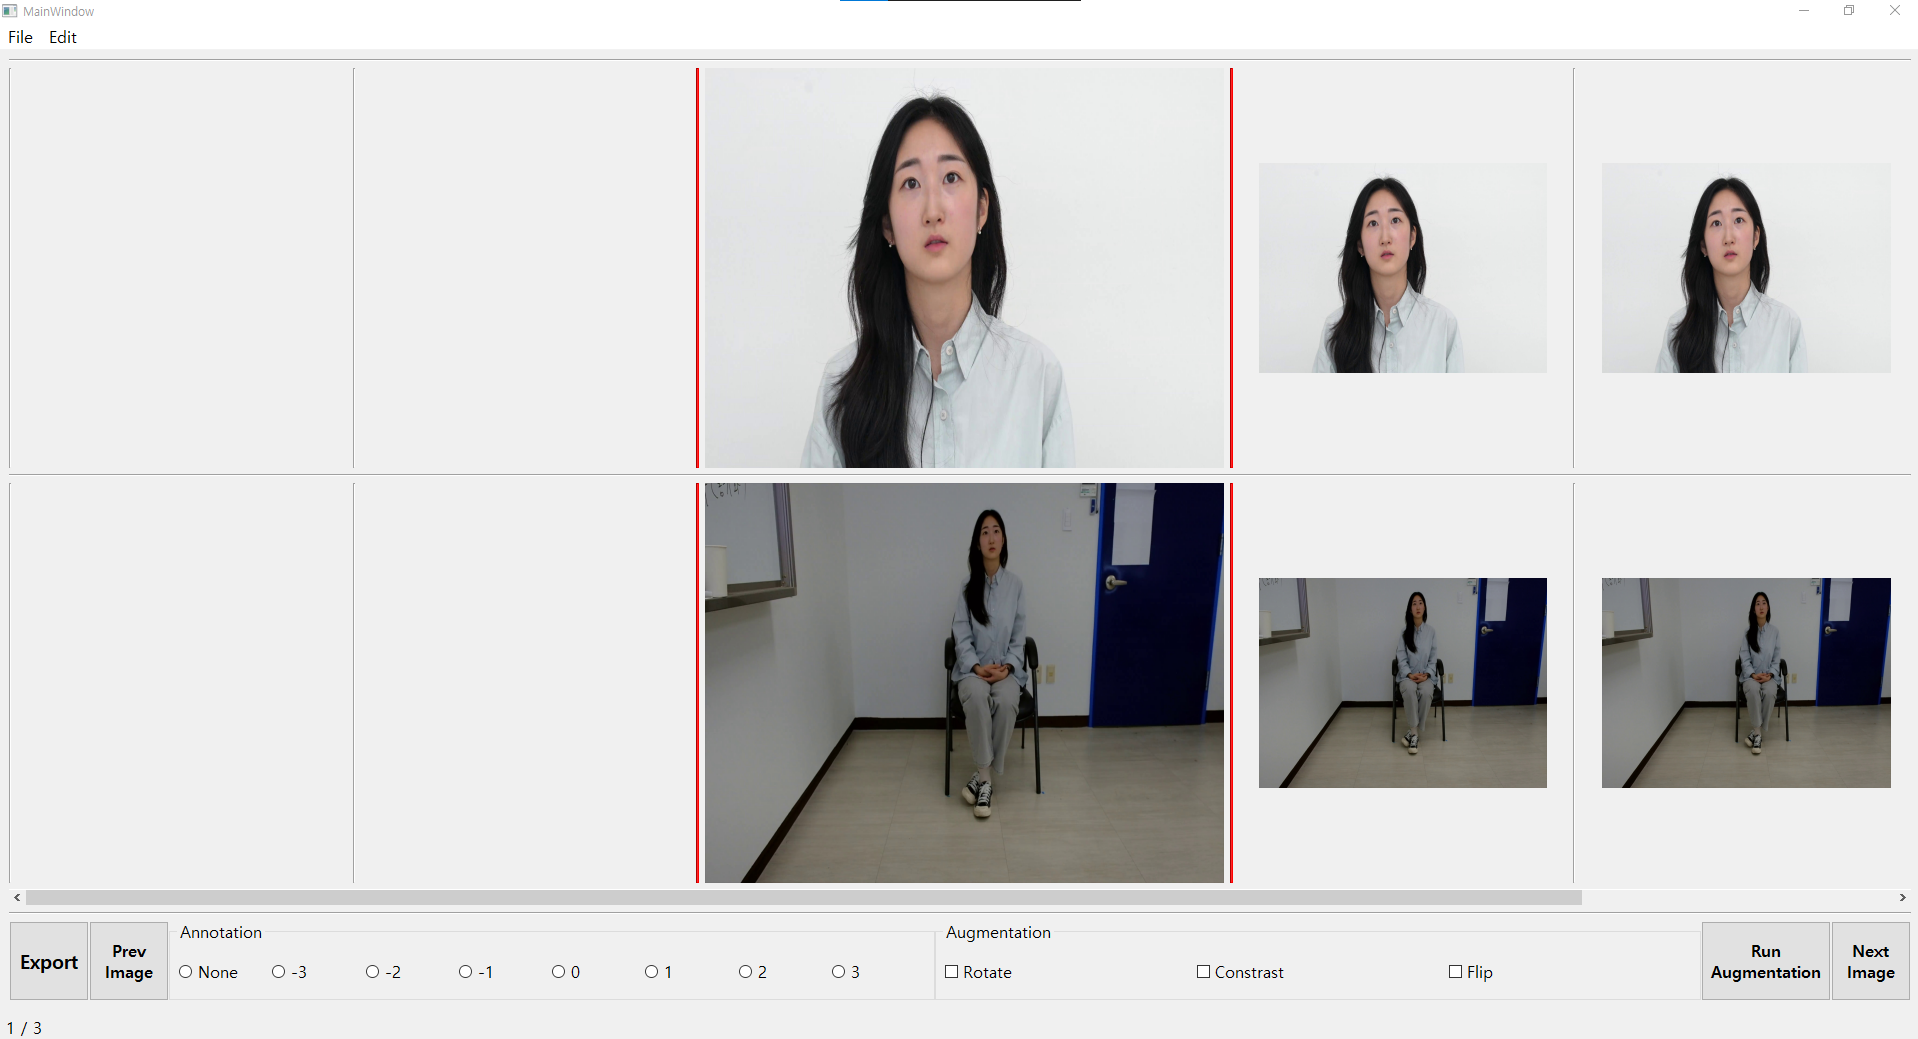 MainWindow
File Edit
Annotation
Augmentation
Export
Prev
Image
None -3 -2 -1 0 1 2 3
Rotate Constrast Flip
Run
Augmentation
Next
Image
1 / 3